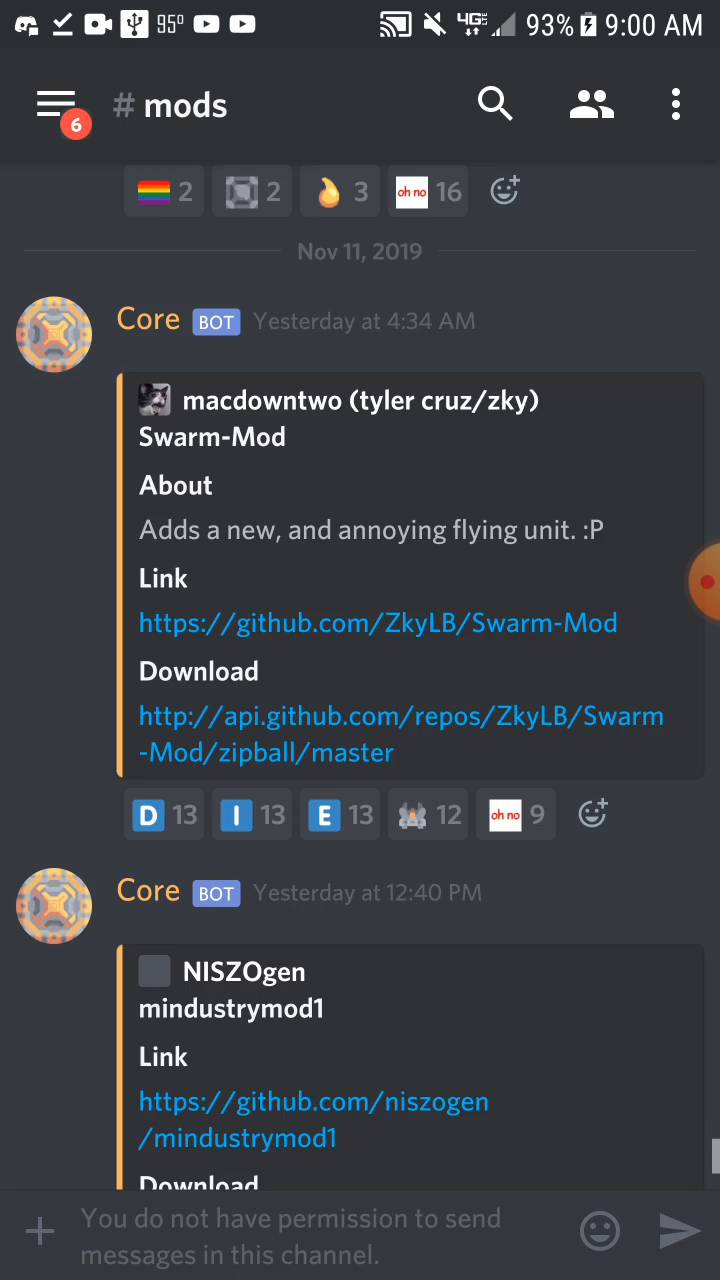 95° 4GE 93% 9:00 AM
6 # mods
2 2 3 oh no 16
Nov 11, 2019
Core BOT Yesterday at 4:34 AM
macdowntwo (tyler cruz/zky)
Swarm-Mod
About
Adds a new, and annoying flying unit. :P
Link
https://github.com/ZkyLB/Swarm-Mod
Download
http://api.github.com/repos/ZkyLB/Swarm
-Mod/zipball/master
D 13 I 13 E 13 12 oh no 9
Core BOT Yesterday at 12:40 PM
NISZOgen
mindustrymod1
Link
https://github.com/niszogen
/mindustrymod1
Download
You do not have permission to send
messages in this channel.